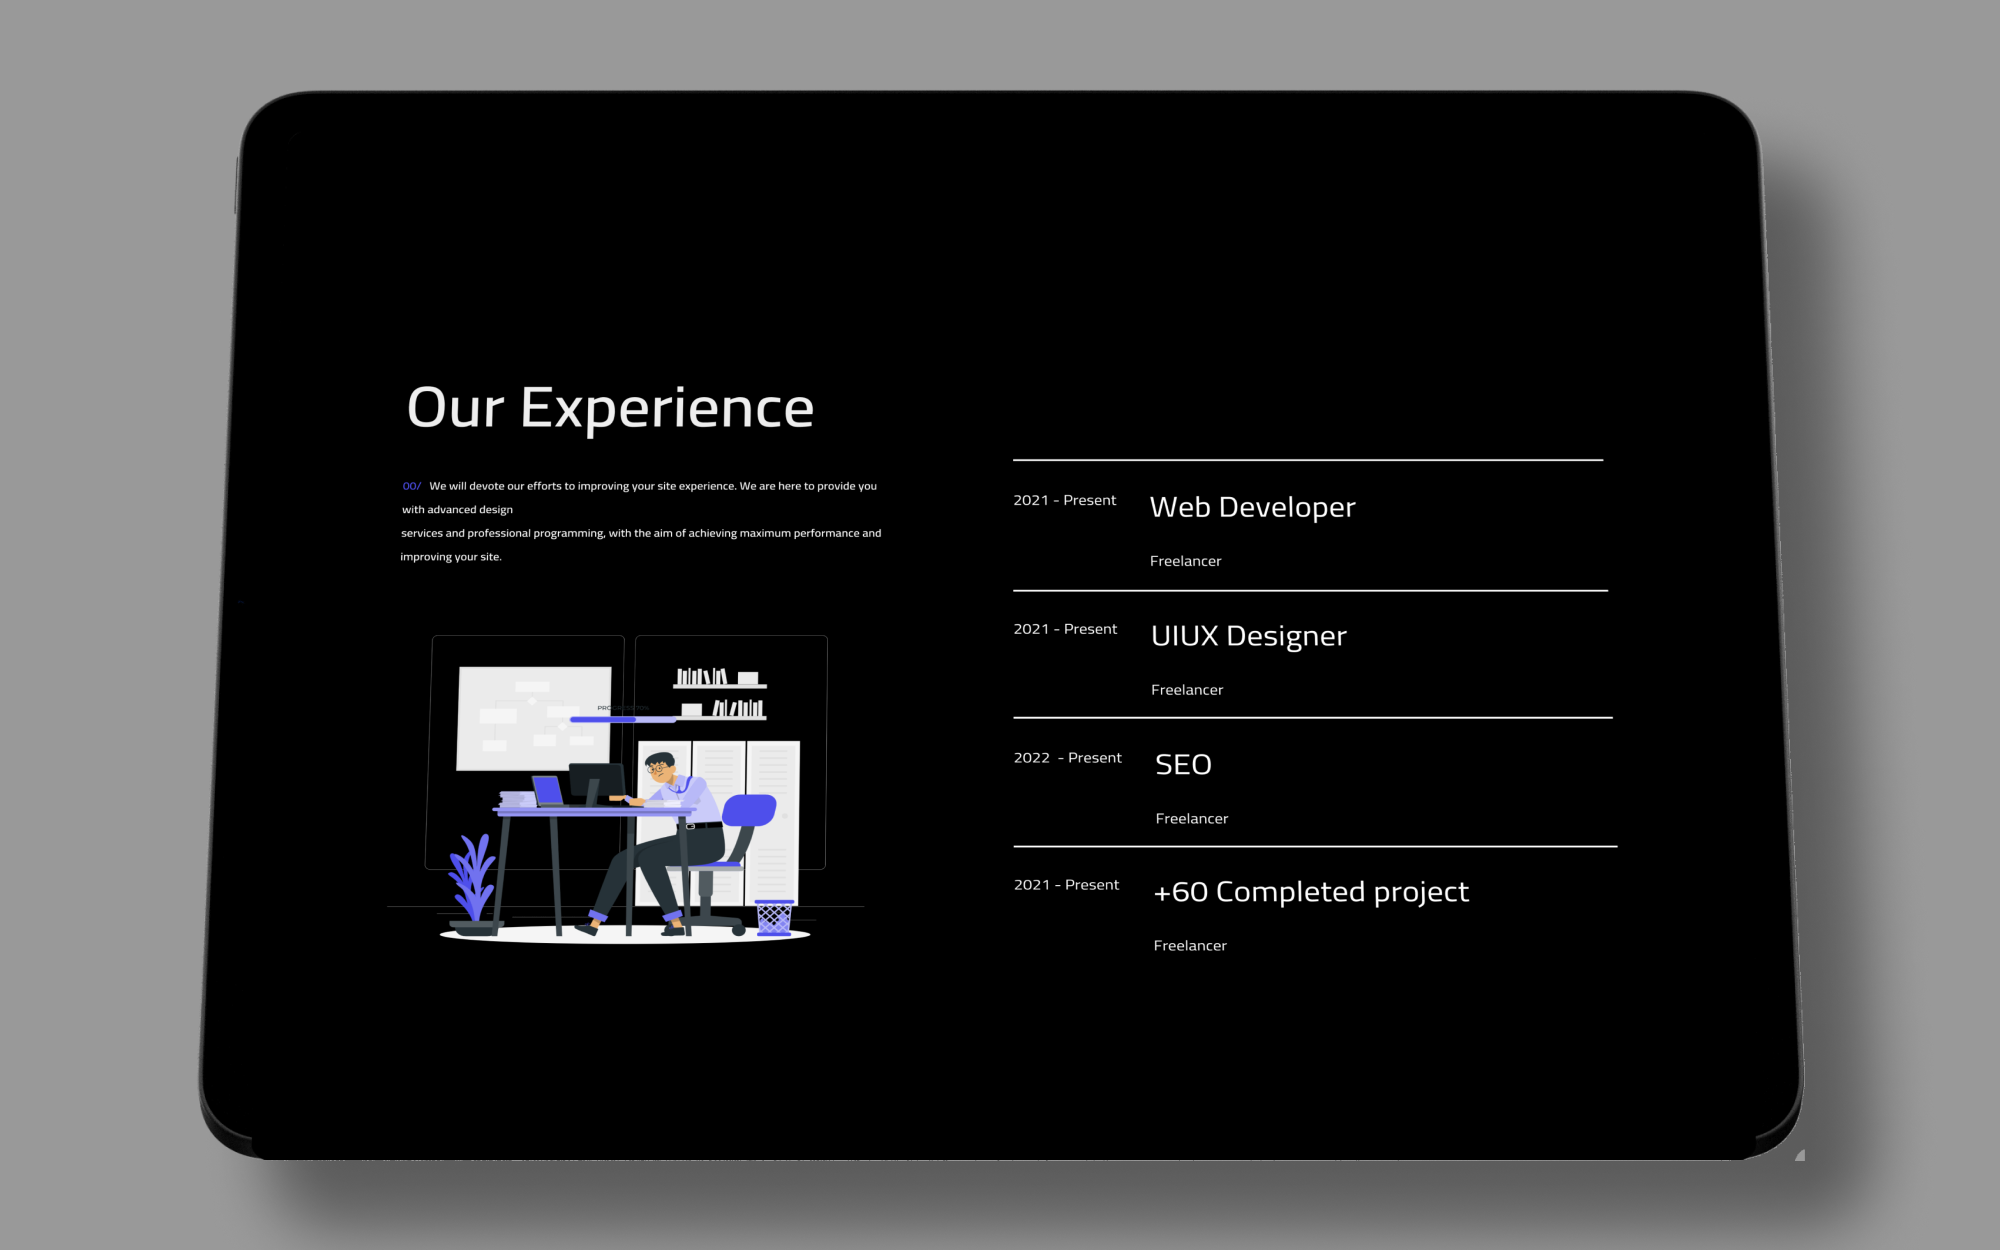 Our Experience
00/ We will devote our efforts to improving your site experience. We are here to provide you
with advanced design
services and professional programming, with the aim of achieving maximum performance and
improving your site.
2021 - Present
Web Developer
Freelancer
2021 - Present
UIUX Designer
Freelancer
2022 - Present
SEO
Freelancer
2021 - Present
+60 Completed project
Freelancer